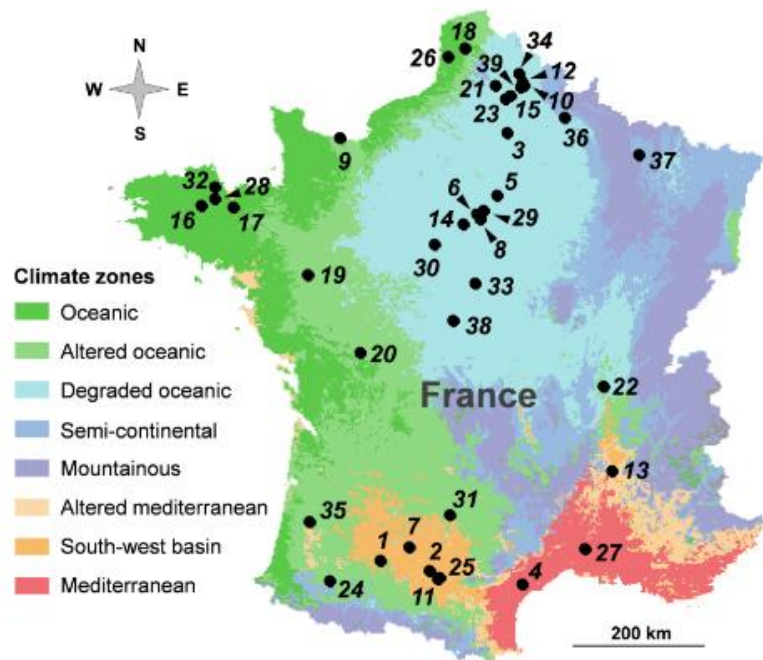 18
34
N
26
39
12
W
E
21
10
S
23
15
36
9
3
37
32
28
5
6
16
17
14
29
8
30
Climate zones
19
33
Oceanic
38
Altered oceanic
20
Degraded oceanic
France
22
Semi-continental
Mountainous
13
Altered mediterranean
31
35
7
South-west basin
1
2
27
25
4
Mediterranean
24
11
200 km